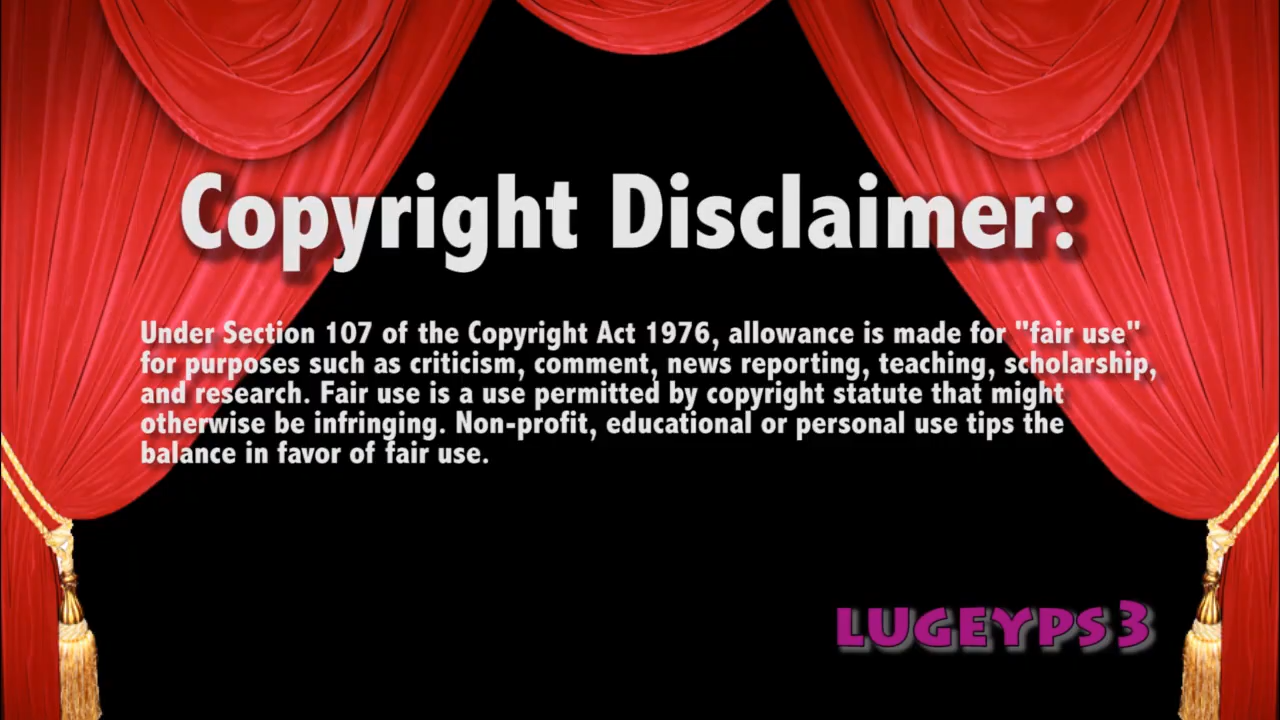 Copyright Disclaimer:
Under Section 107 of the Copyright Act 1976, allowance is made for "fair use"
for purposes such as criticism, comment, news reporting, teaching, scholarship,
and research. Fair use is a use permitted by copyright statute that might
otherwise be infringing. Non-profit, educational or personal use tips the
balance in favor of fair use.
LUGEYPS3